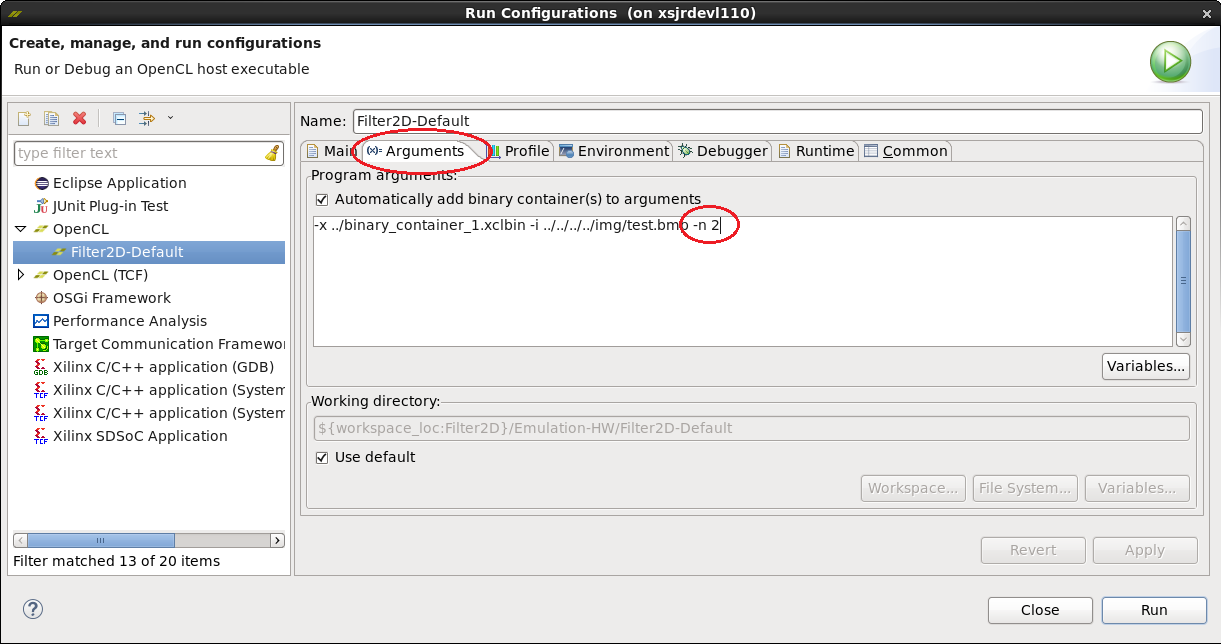 Run Configurations (on xsjrdevl110)
Create, manage, and run configurations
Run or Debug an OpenCL host executable
Name: Filter2D-Default
type filter text
Main (x)= Arguments Profile Environment Debugger Runtime Common
Program arguments:
Automatically add binary container(s) to arguments
-x ../binary_container_1.xclbin -i ../../../../img/test.bmp -n 2
Eclipse Application
JUnit Plug-in Test
OpenCL
Filter2D-Default
OpenCL (TCF)
OSGi Framework
Performance Analysis
Target Communication Framewor
Xilinx C/C++ application (GDB)
Xilinx C/C++ application (System
Xilinx C/C++ application (System
Xilinx SDSoC Application
Filter matched 13 of 20 items
Variables...
Working directory:
${workspace_loc:Filter2D}/Emulation-HW/Filter2D-Default
Use default
Workspace... File System... Variables...
Revert Apply
? Close Run